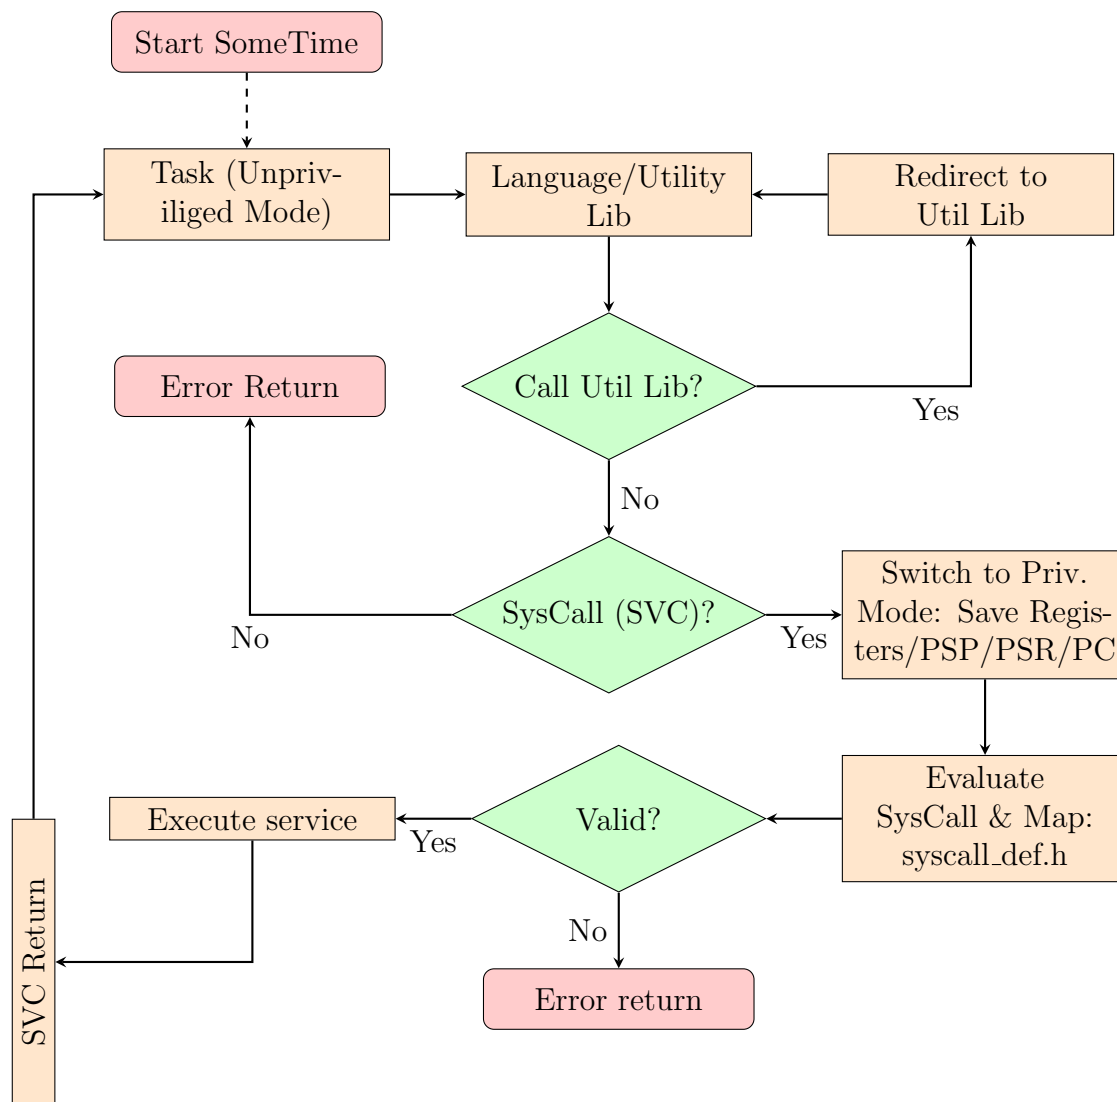 Start SomeTime
Task (Unpriv-
iliged Mode)
Language/Utility
Lib
Redirect to
Util Lib
Call Util Lib?
Yes
Error Return
No
SysCall (SVC)?
No
Yes
Switch to Priv.
Mode: Save Regis-
ters/PSP/PSR/PC
Evaluate
SysCall & Map:
syscall_def.h
Valid?
Yes
Execute service
No
Error return
SVC Return